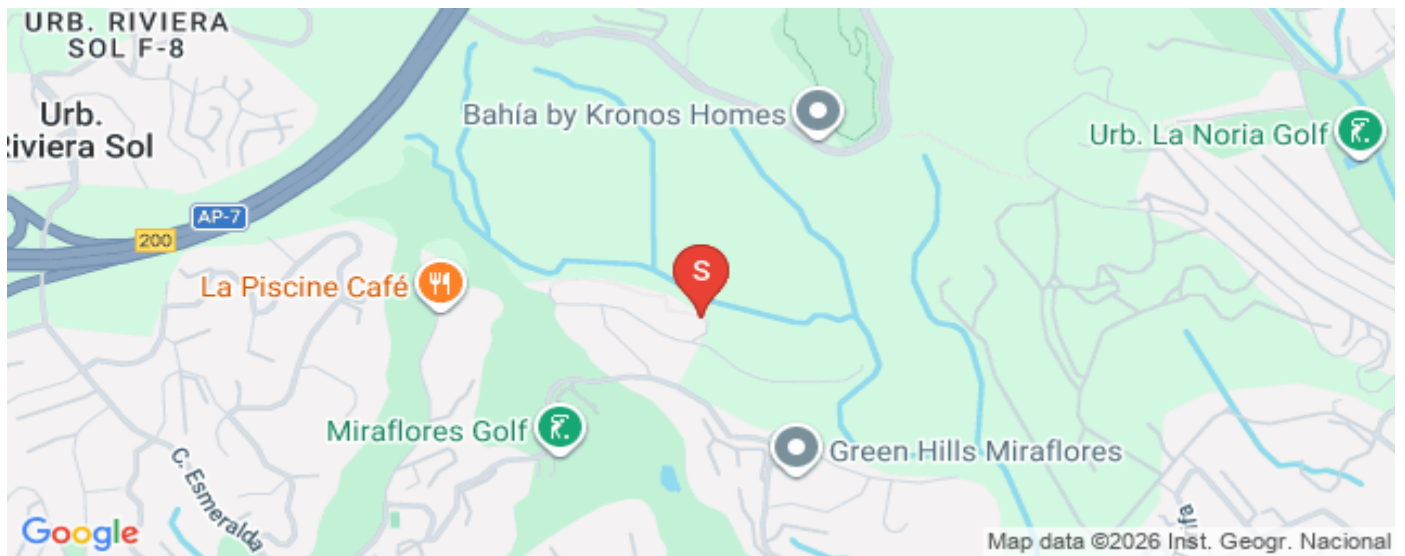 URB. RIVIERA
SOL F-8
Urb.
Riviera Sol
Bahía by Kronos Homes
Urb. La Noria Golf
AP-7
200
La Piscine Café
S
Miraflores Golf
Green Hills Miraflores
C. Esmeralda
Google
Map data ©2026 Inst. Geogr. Nacional